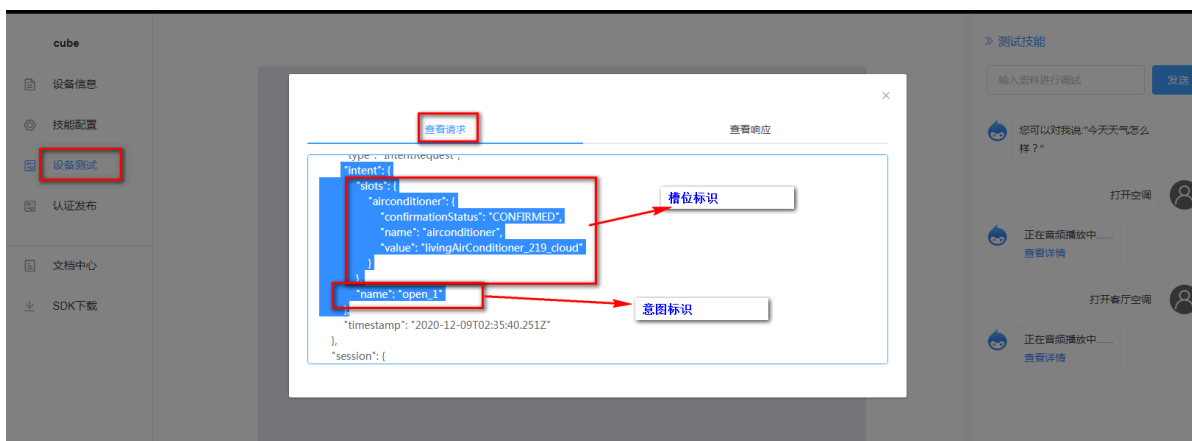 cube
设备信息
技能配置
设备测试
认证发布
文档中心
SDK下载
×
查看请求
查看响应
"type": "IntentRequest",
"intent": {
"slots": {
"airconditioner": {
"confirmationStatus": "CONFIRMED",
"name": "airconditioner",
"value": "livingAirConditioner_219_cloud"
}
},
"name": "open_1"
},
"timestamp": "2020-12-09T02:35:40.251Z"
},
"session": {
槽位标识
意图标识
测试技能
输入语料进行调试
发送
您可以对我说:"今天天气怎么
样？"
打开空调
正在音频播放中......
查看详情
打开客厅空调
正在音频播放中......
查看详情